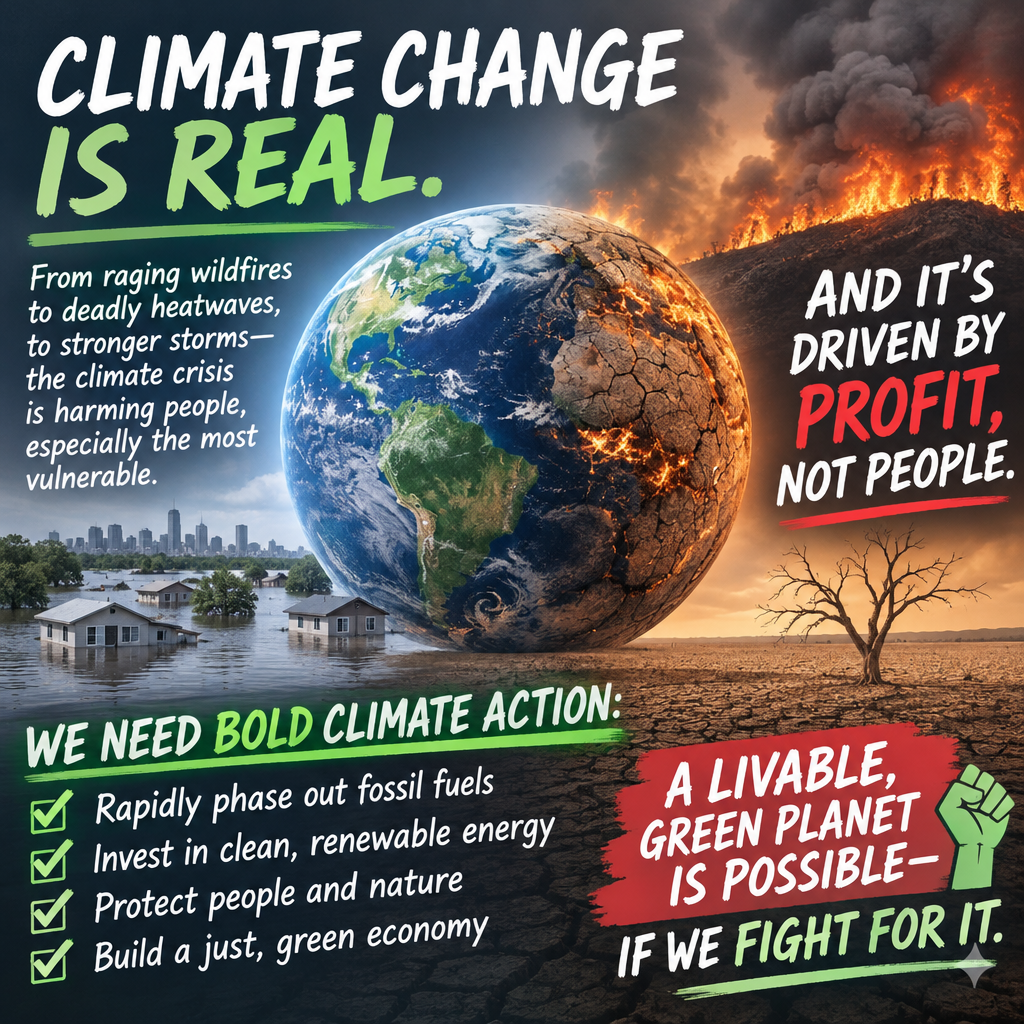 CLIMATE CHANGE
IS REAL.
From raging wildfires
to deadly heatwaves,
to stronger storms—
the climate crisis
is harming people,
especially the most
vulnerable.
AND IT'S
DRIVEN BY
PROFIT,
NOT PEOPLE.
WE NEED BOLD CLIMATE ACTION:
Rapidly phase out fossil fuels
Invest in clean, renewable energy
Protect people and nature
Build a just, green economy
A LIVABLE,
GREEN PLANET
IS POSSIBLE—
IF WE FIGHT FOR IT.